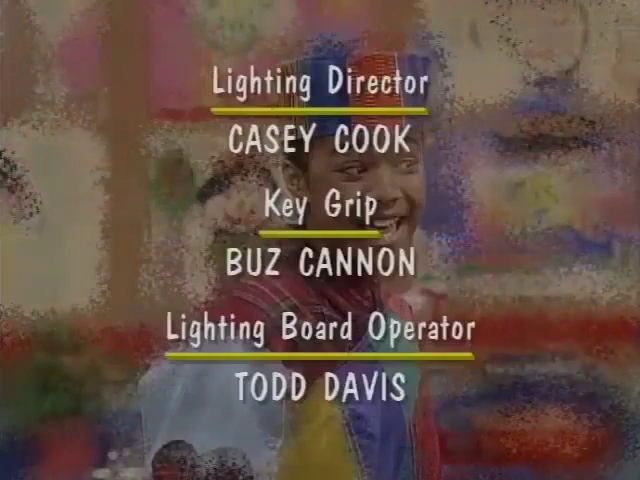 Lighting Director
CASEY COOK
Key Grip
BUZ CANNON
Lighting Board Operator
TODD DAVIS